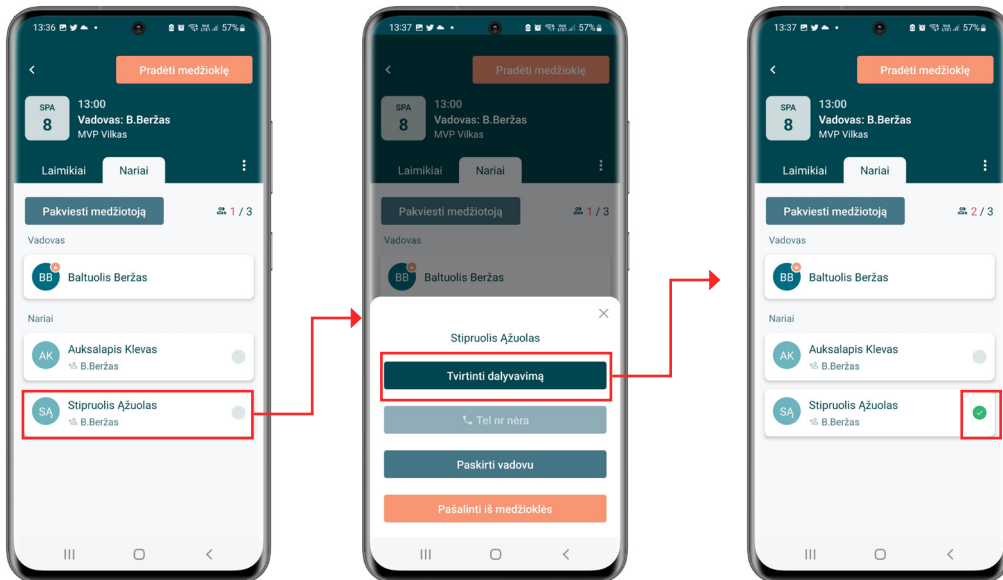 13:36
57%
Pradėti medžioklę
SPA
8
13:00
Vadovas: B.Beržas
MVP Vilkas
Laimikiai
Nariai
Pakviesti medžiotoją
1 / 3
Vadovas
BB
Baltuolis Beržas
Nariai
AK
Auksalapis Klevas
B.Beržas
SĄ
Stipruolis Ąžuolas
B.Beržas
13:37
57%
Pradėti medžioklę
SPA
8
13:00
Vadovas: B.Beržas
MVP Vilkas
Laimikiai
Nariai
Pakviesti medžiotoją
1 / 3
Vadovas
BB
Baltuolis Beržas
Stipruolis Ąžuolas
Tvirtinti dalyvavimą
Tel nr nėra
Paskirti vadovu
Pašalinti iš medžioklės
13:37
57%
Pradėti medžioklę
SPA
8
13:00
Vadovas: B.Beržas
MVP Vilkas
Laimikiai
Nariai
Pakviesti medžiotoją
2 / 3
Vadovas
BB
Baltuolis Beržas
Nariai
AK
Auksalapis Klevas
B.Beržas
SĄ
Stipruolis Ąžuolas
B.Beržas